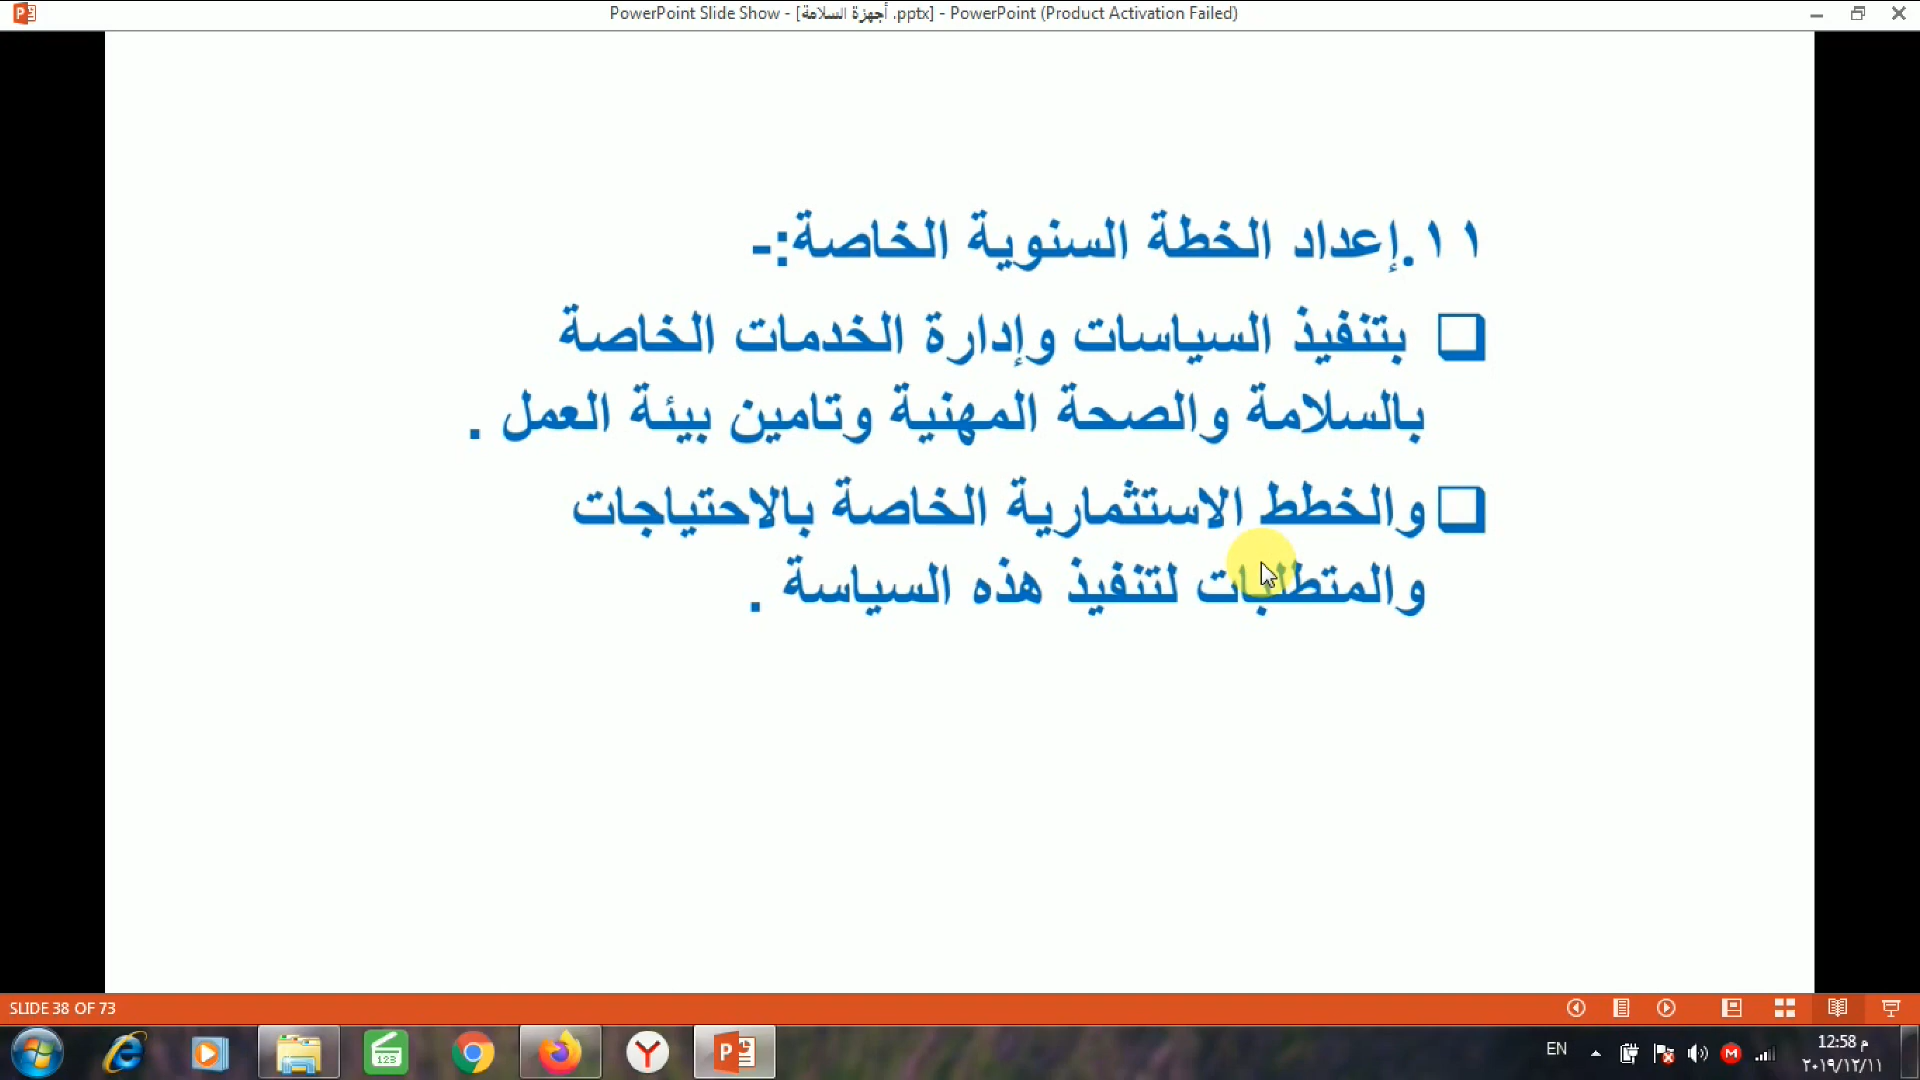 PowerPoint Slide Show - [أجهزة السلامة .pptx] - PowerPoint (Product Activation Failed)
١١.إعداد الخطة السنوية الخاصة:-
❑ بتنفيذ السياسات وإدارة الخدمات الخاصة
بالسلامة والصحة المهنية وتامين بيئة العمل .
❑ والخطط الاستثمارية الخاصة بالاحتياجات
والمتطلبات لتنفيذ هذه السياسة .
SLIDE 38 OF 73
123
EN
12:58 م
٢٠١٩/١٢/١١